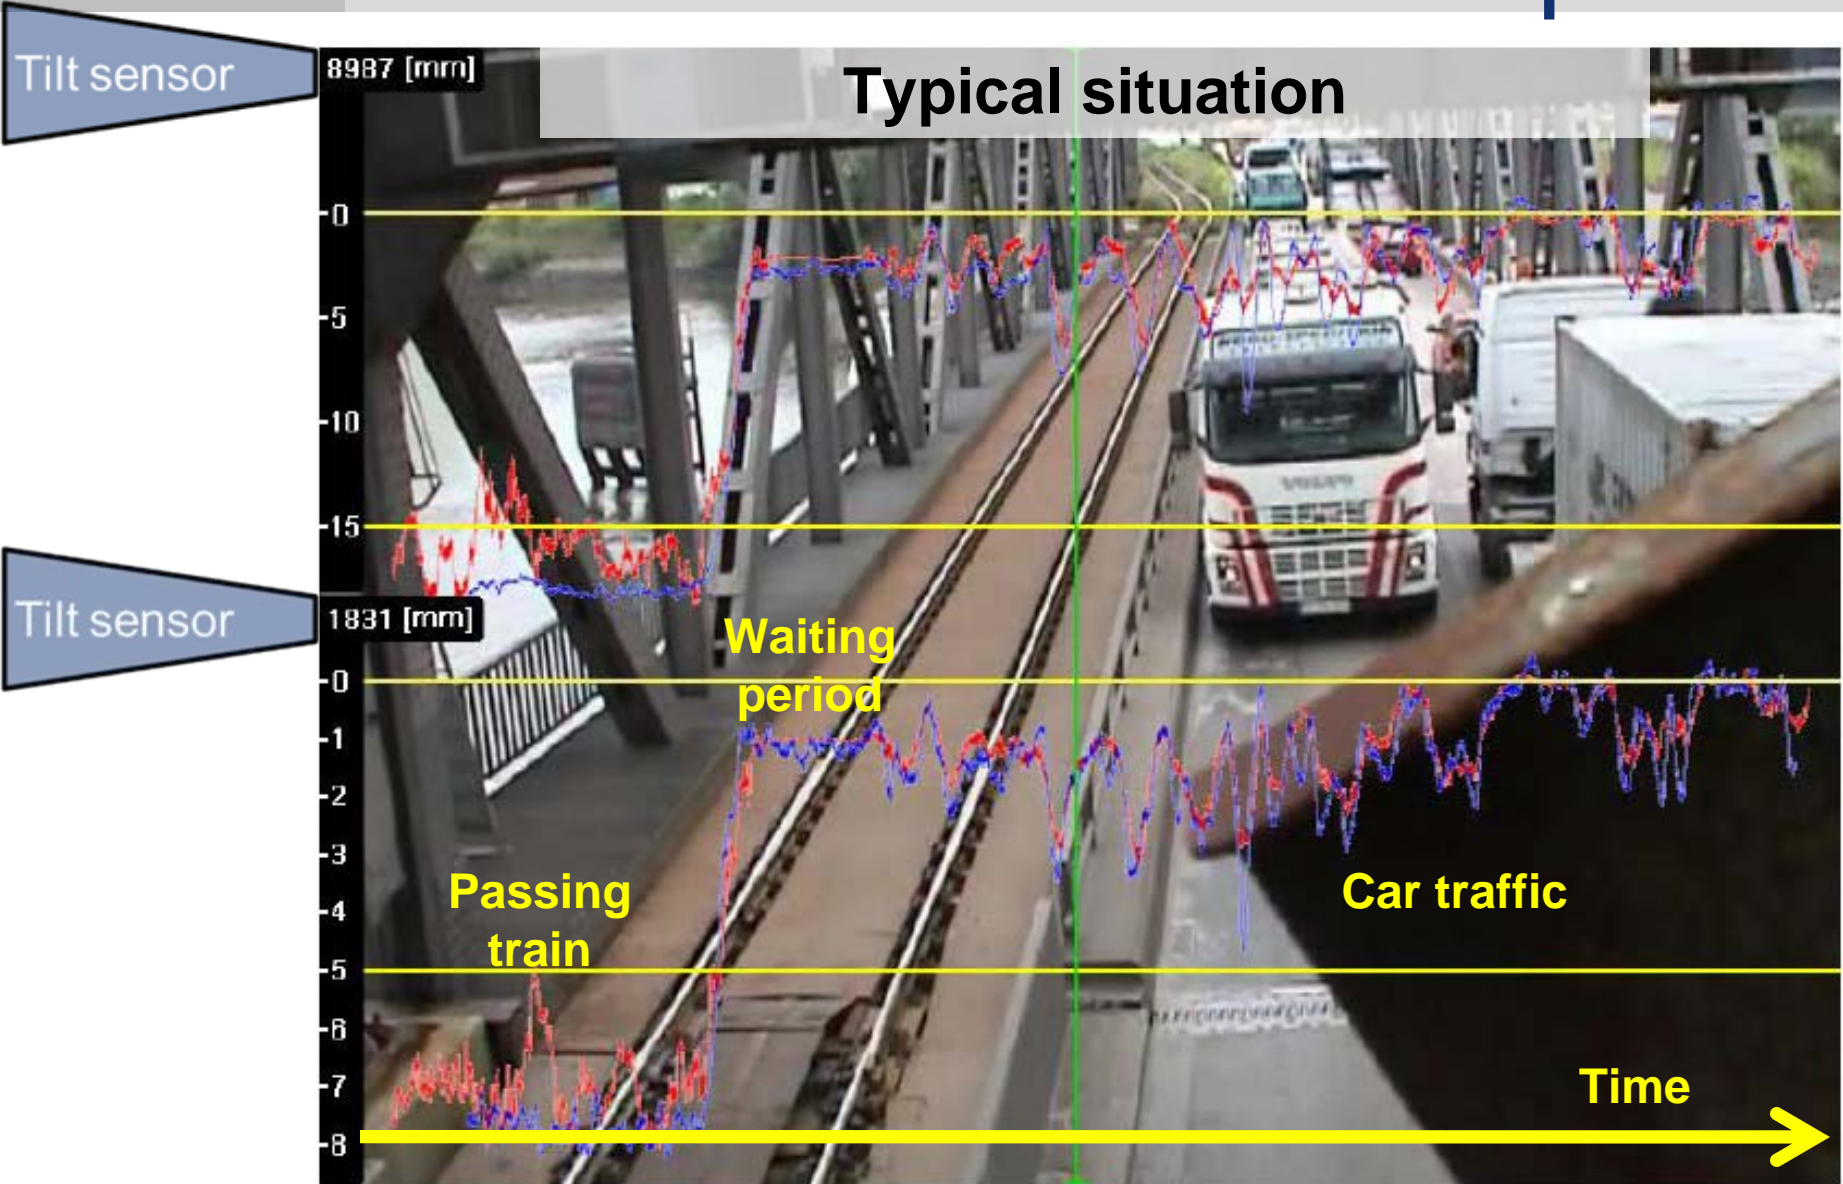 Tilt sensor
8987 [mm]
Typical situation
0
-5
-10
-15
Tilt sensor
1831 [mm]
Waiting
period
0
-1
-2
-3
-4
-5
-6
-7
-8
Passing
train
Car traffic
Time
VOLVO